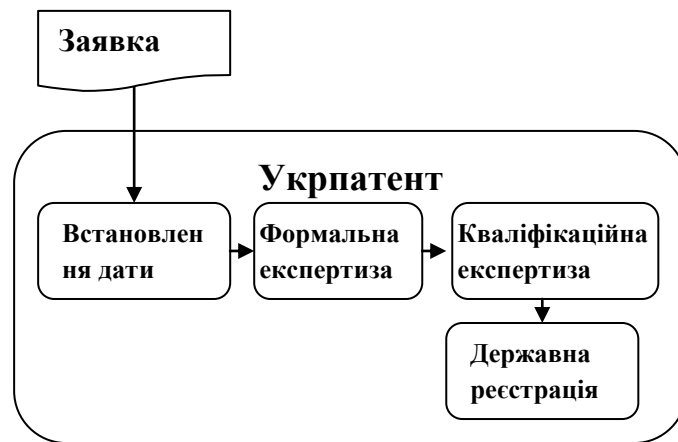 Заявка
Укрпатент
Встановлен
ня дати
Формальна
експертиза
Кваліфікаційна
експертиза
Державна
реєстрація